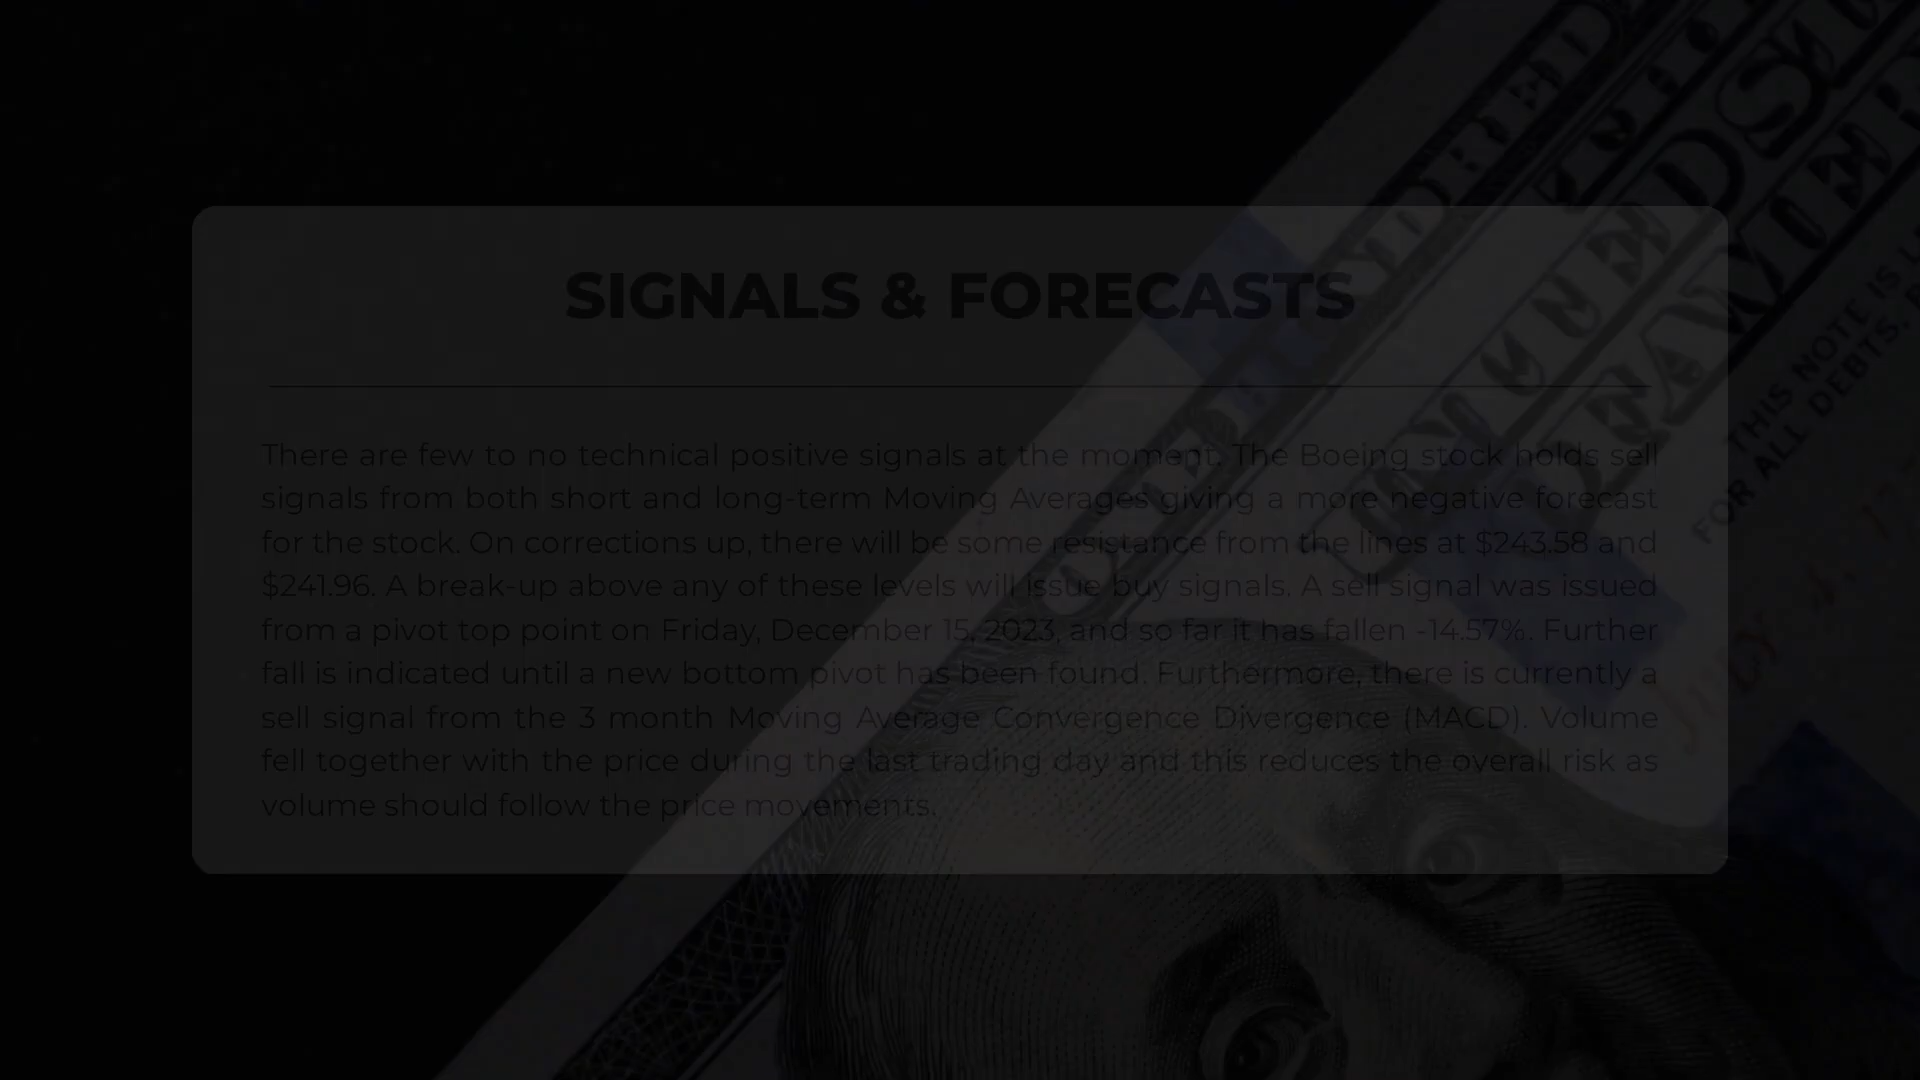 SIGNALS & FORECASTS
There are few to no technical positive signals at the moment. The Boeing stock holds sell
signals from both short and long-term Moving Averages giving a more negative forecast
for the stock. On corrections up, there will be some resistance from the lines at $243.58 and
$241.96. A break-up above any of these levels will issue buy signals. A sell signal was issued
from a pivot top point on Friday, December 15, 2023, and so far it has fallen -14.57%. Further
fall is indicated until a new bottom pivot has been found. Furthermore, there is currently a
sell signal from the 3 month Moving Average Convergence Divergence (MACD). Volume
fell together with the price during the last trading day and this reduces the overall risk as
volume should follow the price movements.
THIS NOTE IS
FOR ALL DEBTS,